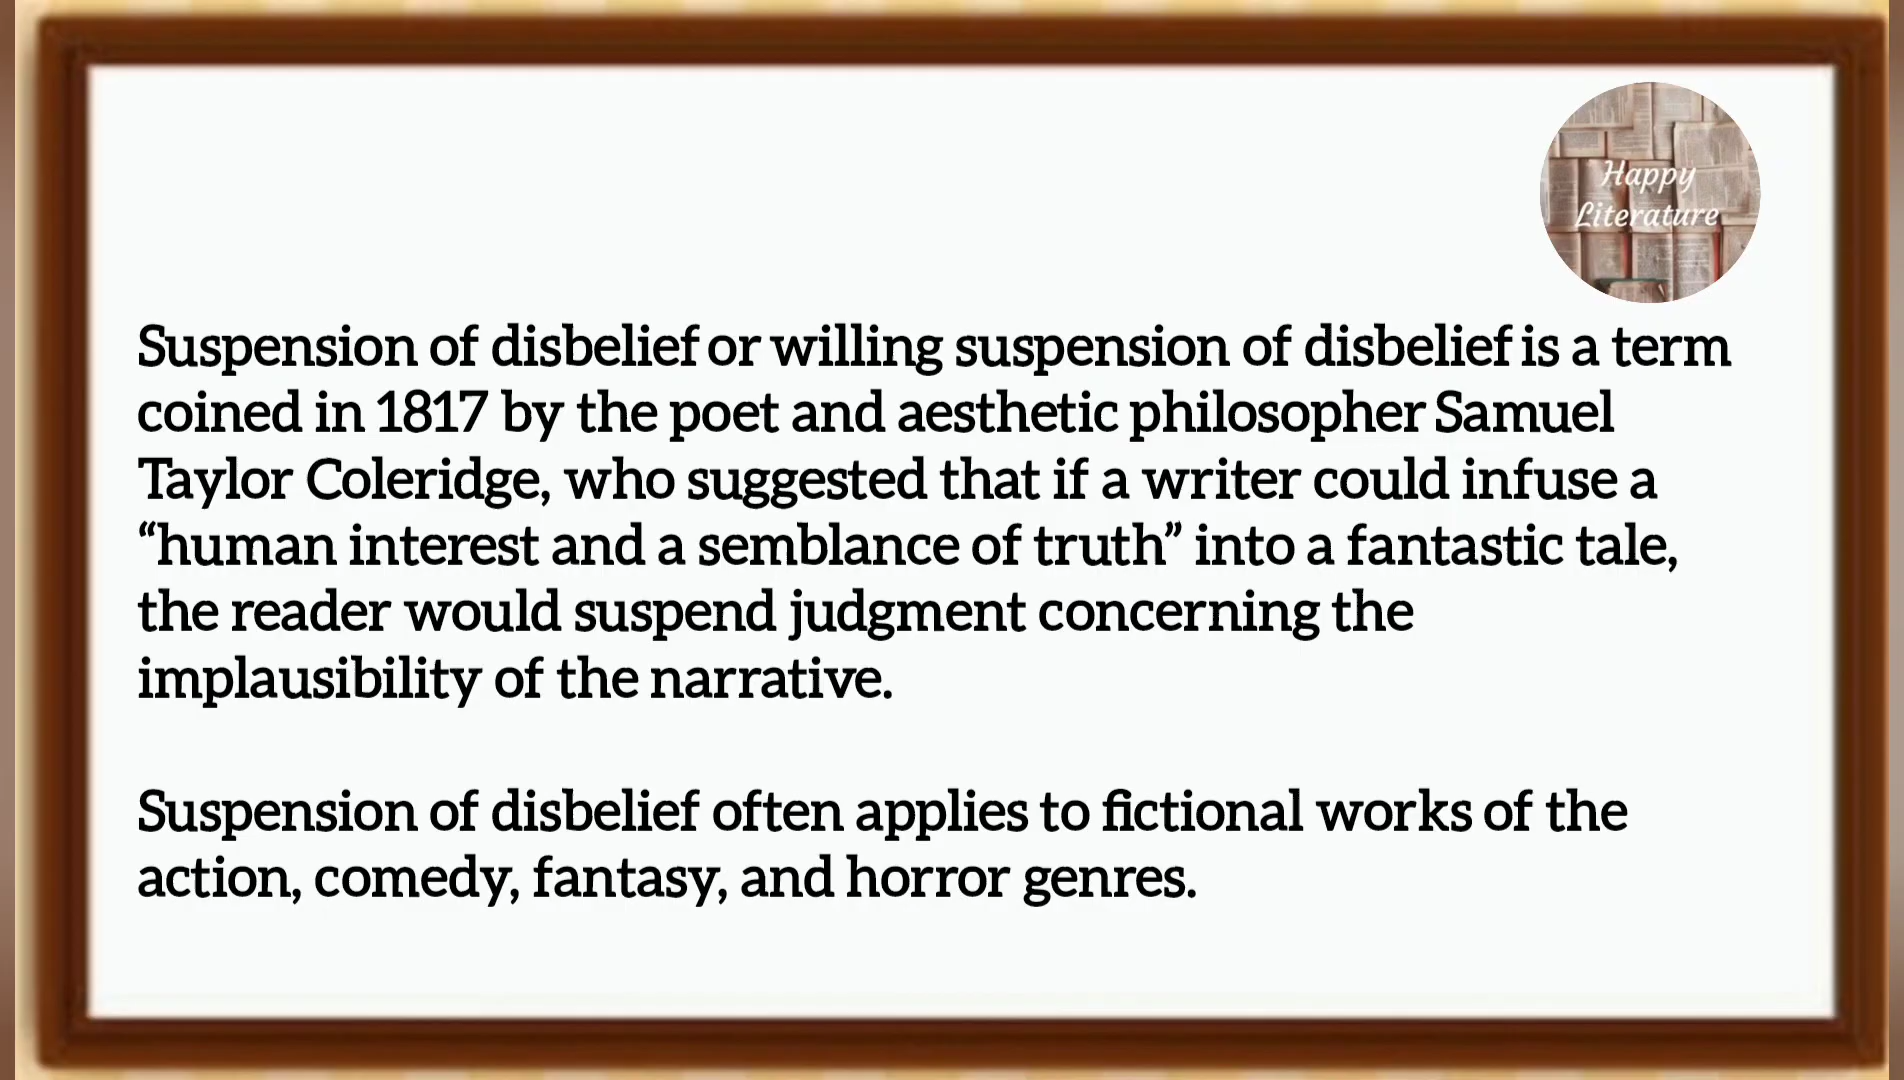 Happy
Literature
Suspension of disbelief or willing suspension of disbelief is a term
coined in 1817 by the poet and aesthetic philosopher Samuel
Taylor Coleridge, who suggested that if a writer could infuse a
“human interest and a semblance of truth” into a fantastic tale,
the reader would suspend judgment concerning the
implausibility of the narrative.
Suspension of disbelief often applies to fictional works of the
action, comedy, fantasy, and horror genres.